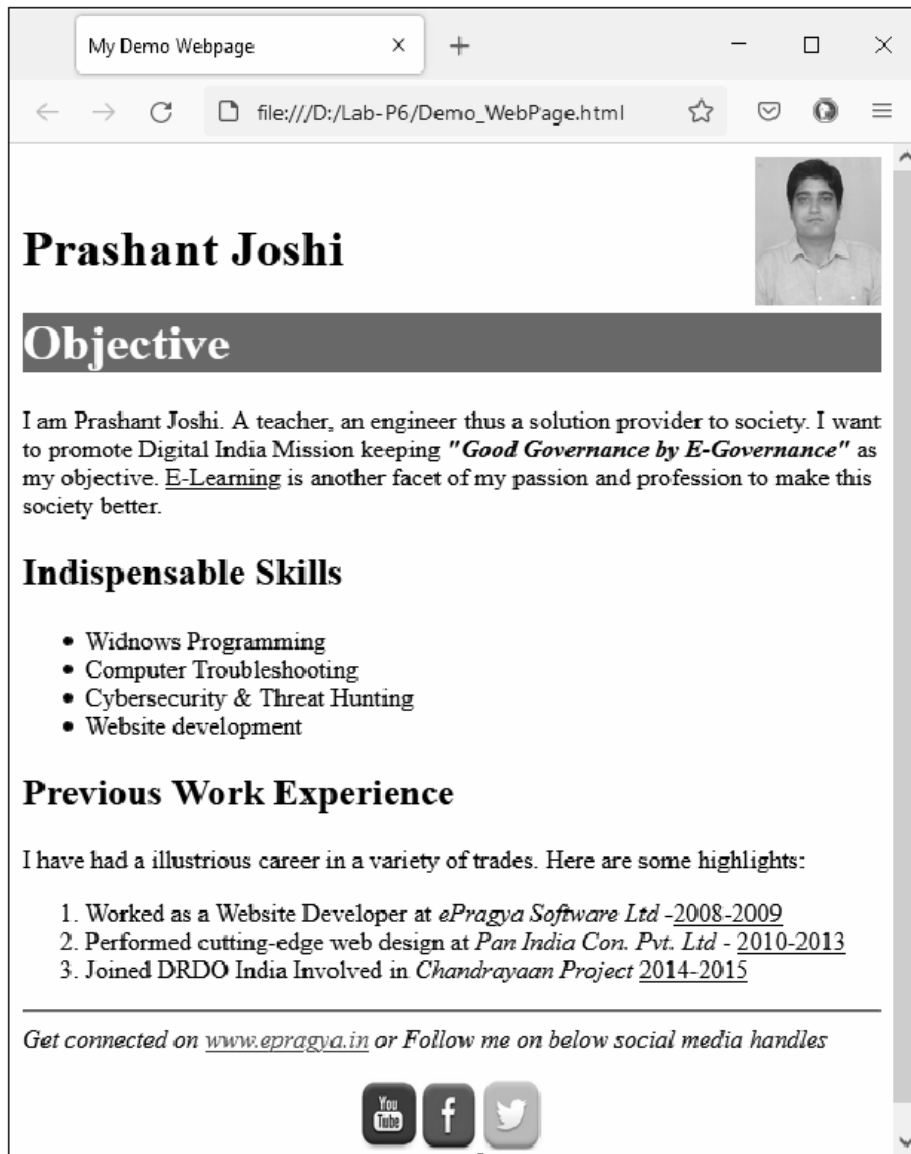 My Demo Webpage
file:///D:/Lab-P6/Demo_WebPage.html
Prashant Joshi
Objective
I am Prashant Joshi. A teacher, an engineer thus a solution provider to society. I want
to promote Digital India Mission keeping "Good Governance by E-Governance" as
my objective. E-Learning is another facet of my passion and profession to make this
society better.
Indispensable Skills
• Widnows Programming
• Computer Troubleshooting
• Cybersecurity & Threat Hunting
• Website development
Previous Work Experience
I have had a illustrious career in a variety of trades. Here are some highlights:
1. Worked as a Website Developer at ePragya Software Ltd -2008-2009
2. Performed cutting-edge web design at Pan India Con. Pvt. Ltd - 2010-2013
3. Joined DRDO India Involved in Chandrayaan Project 2014-2015
Get connected on www.epragya.in or Follow me on below social media handles
You
Tube
f